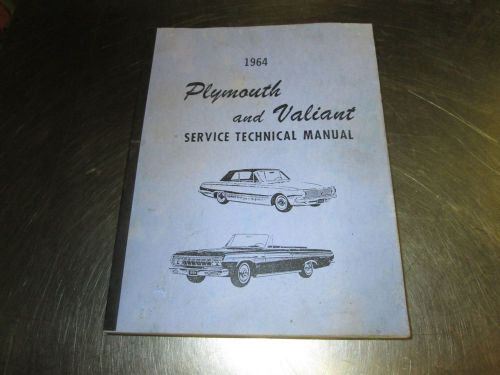 1964
Plymouth
and Valiant
SERVICE TECHNICAL MANUAL